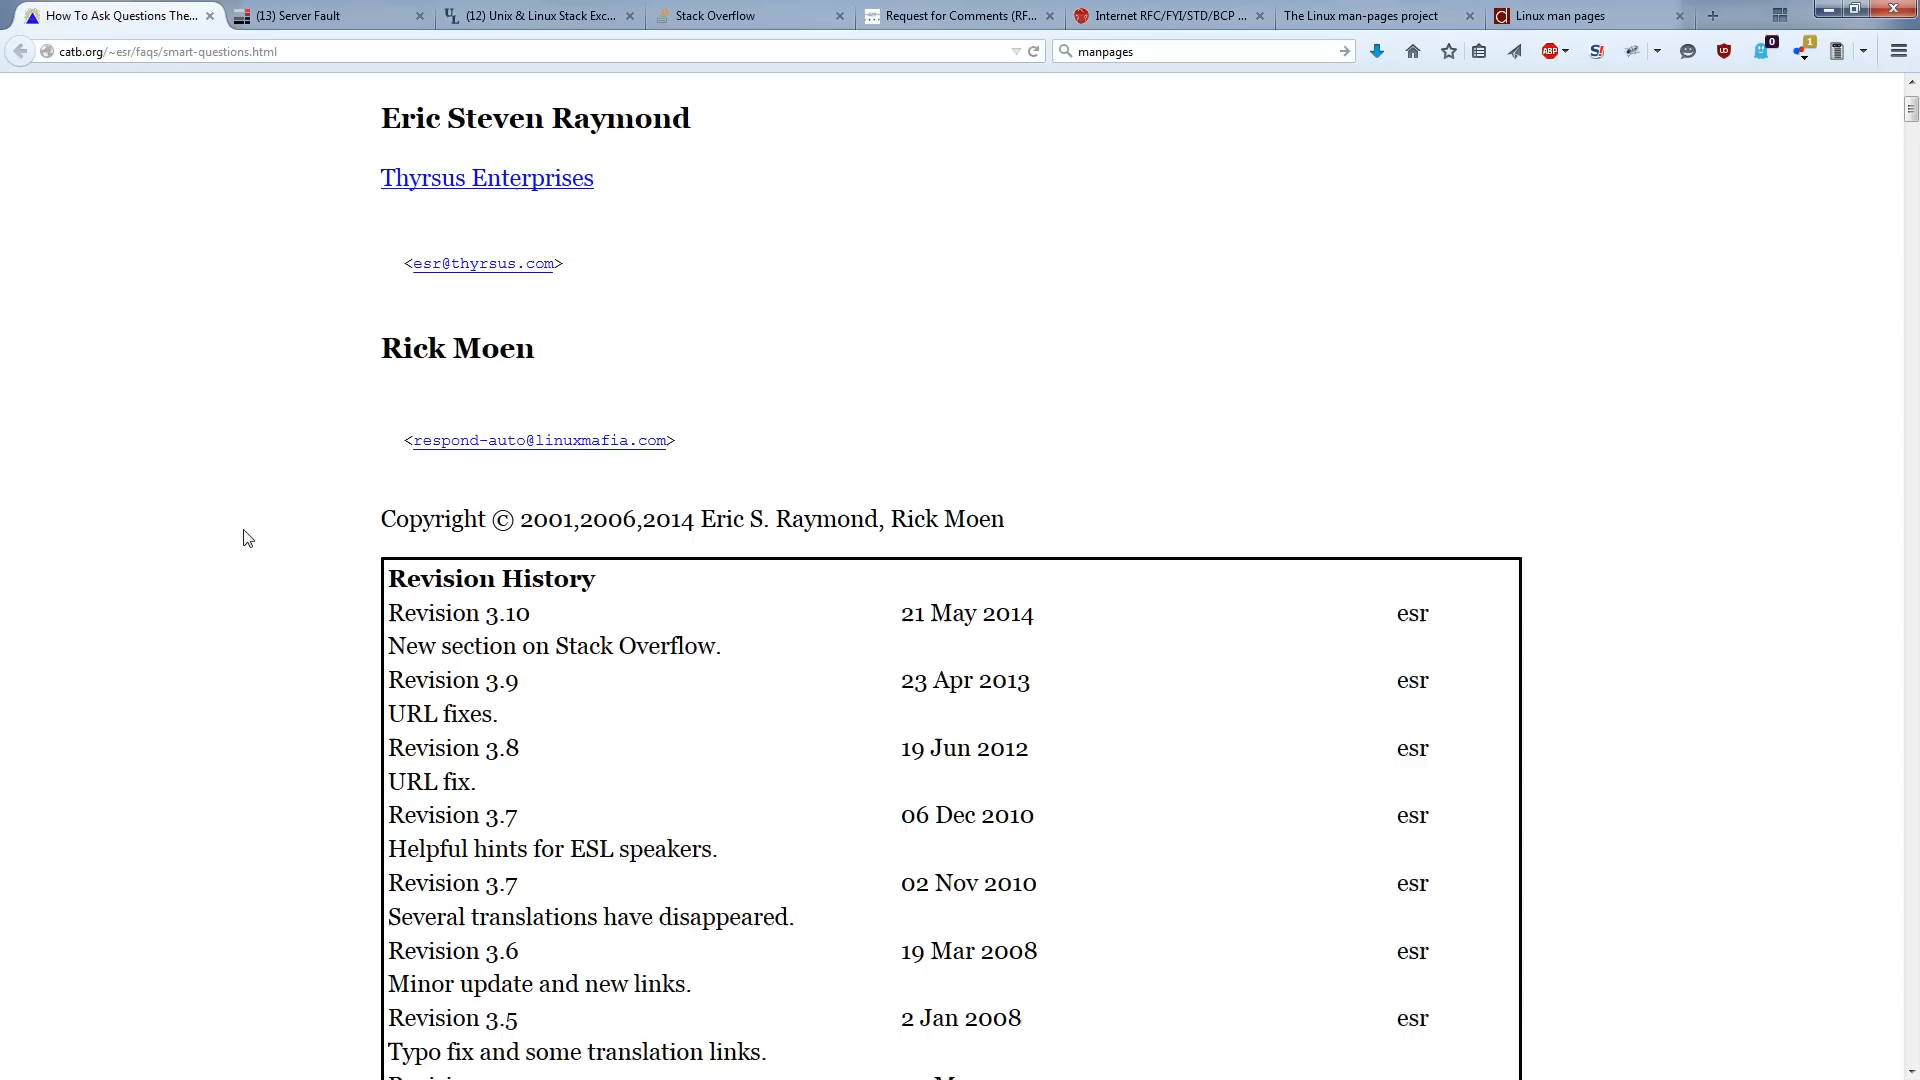 How To Ask Questions The...
(13) Server Fault
(12) Unix & Linux Stack Exc...
Stack Overflow
Request for Comments (RF...
Internet RFC/FYI/STD/BCP ...
The Linux man-pages project
Linux man pages
catb.org/~esr/faqs/smart-questions.html
manpages
ABP
0
1
Eric Steven Raymond
Thyrsus Enterprises
<esr@thyrsus.com>
Rick Moen
<respond-auto@linuxmafia.com>
Copyright © 2001,2006,2014 Eric S. Raymond, Rick Moen
Revision History
Revision 3.10 21 May 2014 esr
New section on Stack Overflow.
Revision 3.9 23 Apr 2013 esr
URL fixes.
Revision 3.8 19 Jun 2012 esr
URL fix.
Revision 3.7 06 Dec 2010 esr
Helpful hints for ESL speakers.
Revision 3.7 02 Nov 2010 esr
Several translations have disappeared.
Revision 3.6 19 Mar 2008 esr
Minor update and new links.
Revision 3.5 2 Jan 2008 esr
Typo fix and some translation links.